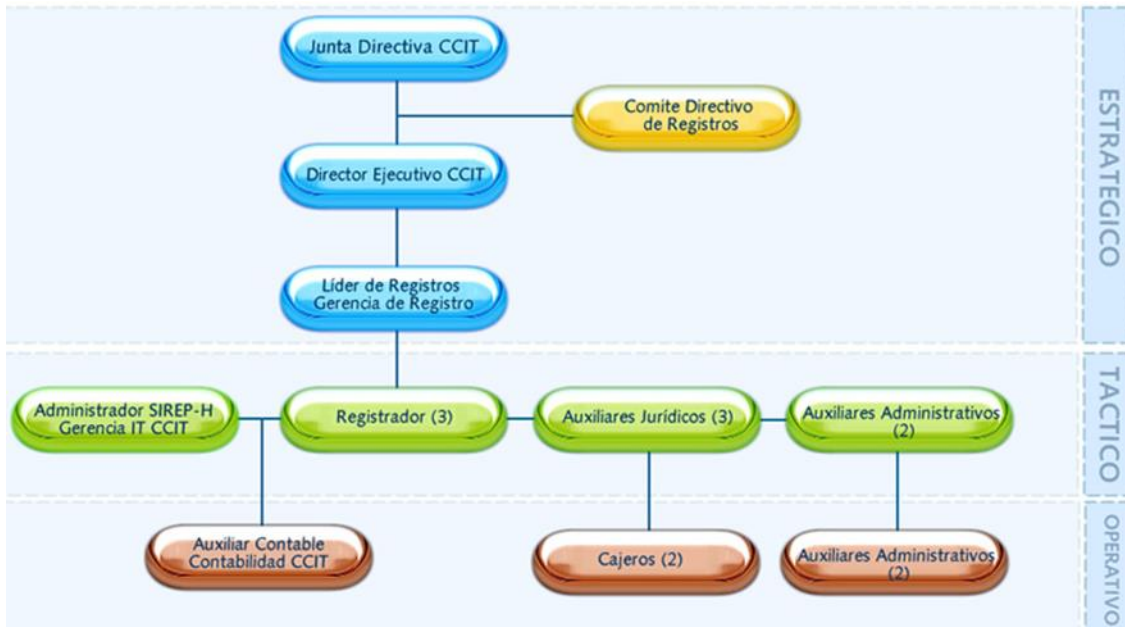 Junta Directiva CCIT
Comite Directivo
de Registros
Director Ejecutivo CCIT
Líder de Registros
Gerencia de Registro
ESTRATEGICO
Administrador SIREP-H
Gerencia IT CCIT
Registrador (3)
Auxiliares Jurídicos (3)
Auxiliares Administrativos
(2)
TACTICO
Auxiliar Contable
Contabilidad CCIT
Cajeros (2)
Auxiliares Administrativos
(2)
OPERATIVO